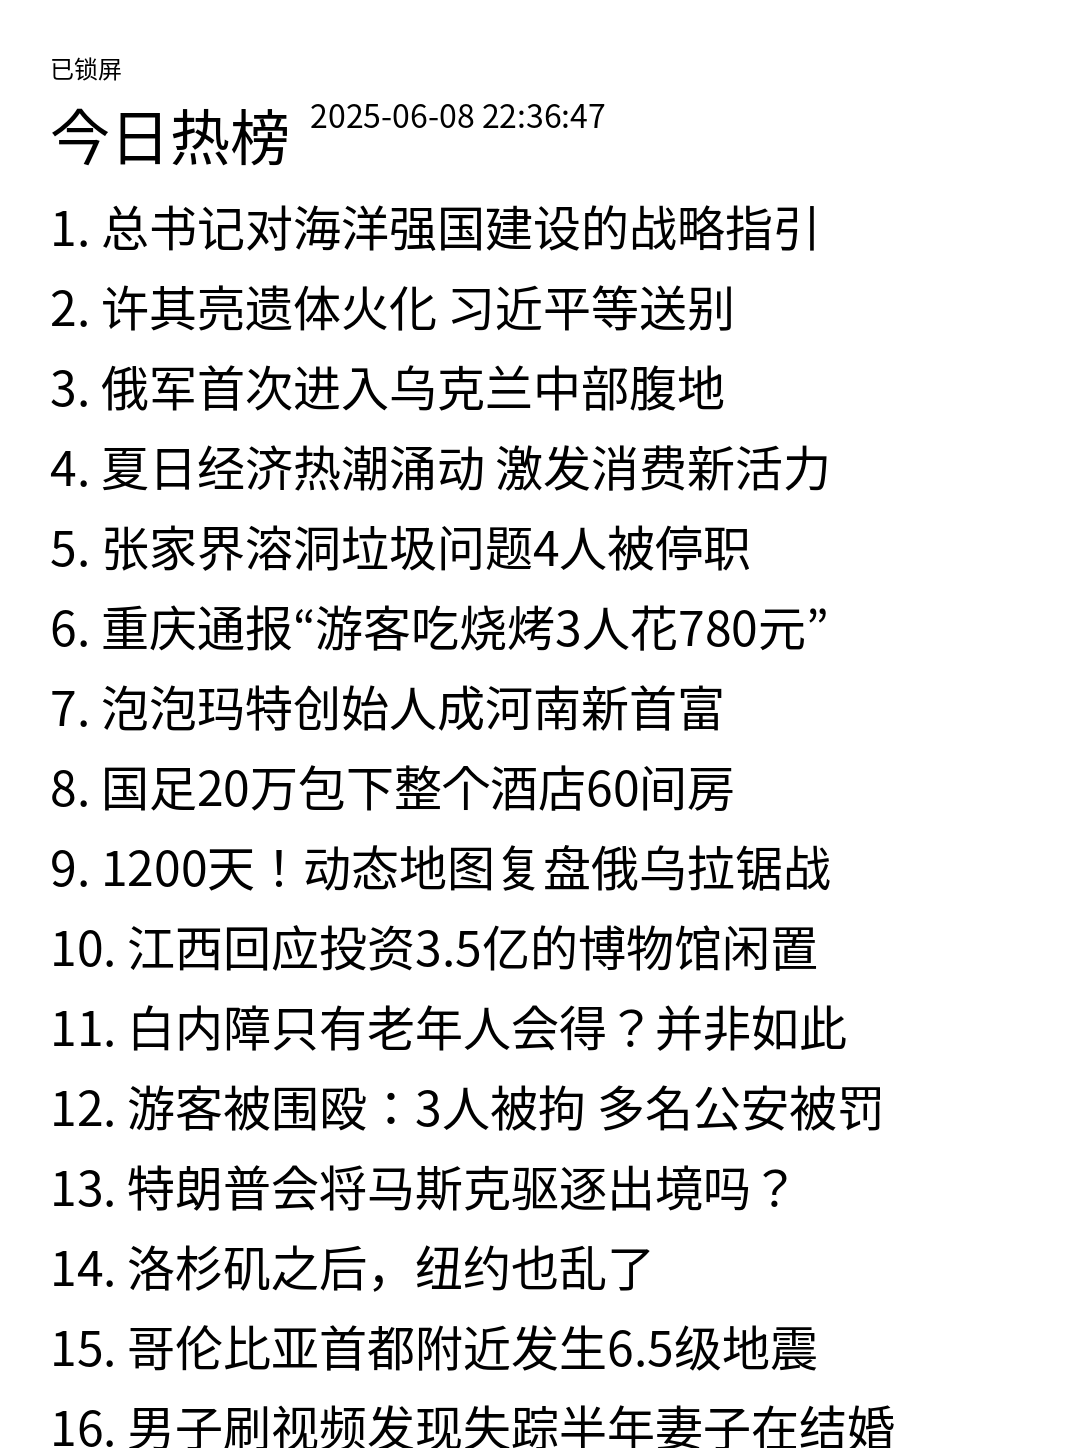 已锁屏
今日热榜 2025-06-08 22:36:47
1. 总书记对海洋强国建设的战略指引
2. 许其亮遗体火化 习近平等送别
3. 俄军首次进入乌克兰中部腹地
4. 夏日经济热潮涌动 激发消费新活力
5. 张家界溶洞垃圾问题4人被停职
6. 重庆通报“游客吃烧烤3人花780元”
7. 泡泡玛特创始人成河南新首富
8. 国足20万包下整个酒店60间房
9. 1200天！动态地图复盘俄乌拉锯战
10. 江西回应投资3.5亿的博物馆闲置
11. 白内障只有老年人会得？并非如此
12. 游客被围殴：3人被拘 多名公安被罚
13. 特朗普会将马斯克驱逐出境吗？
14. 洛杉矶之后，纽约也乱了
15. 哥伦比亚首都附近发生6.5级地震
16. 男子刷视频发现失踪半年妻子在结婚